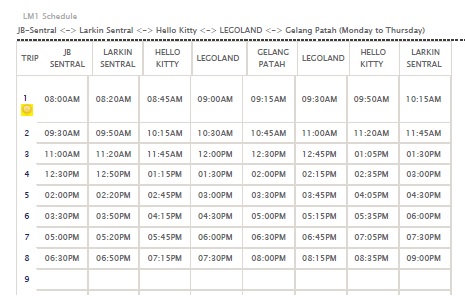 LM1 Schedule
JB-Sentral <-> Larkin Sentral <-> Hello Kitty <-> LEGOLAND <-> Gelang Patah (Monday to Thursday)
TRIP JB SENTRAL LARKIN SENTRAL HELLO KITTY LEGOLAND GELANG PATAH LEGOLAND HELLO KITTY LARKIN SENTRAL
1 08:00AM 08:20AM 08:45AM 09:00AM 09:15AM 09:30AM 09:50AM 10:15AM
2 09:30AM 09:50AM 10:15AM 10:30AM 10:45AM 11:00AM 11:20AM 11:45AM
3 11:00AM 11:20AM 11:45AM 12:00PM 12:30PM 12:45PM 01:05PM 01:30PM
4 12:30PM 12:50PM 01:15PM 01:30PM 02:00PM 02:15PM 02:35PM 03:00PM
5 02:00PM 02:20PM 02:45PM 03:00PM 03:30PM 03:45PM 04:05PM 04:30PM
6 03:30PM 03:50PM 04:15PM 04:30PM 05:00PM 05:15PM 05:35PM 06:00PM
7 05:00PM 05:20PM 05:45PM 06:00PM 06:30PM 06:45PM 07:05PM 07:30PM
8 06:30PM 06:50PM 07:15PM 07:30PM 08:00PM 08:15PM 08:35PM 09:00PM
9